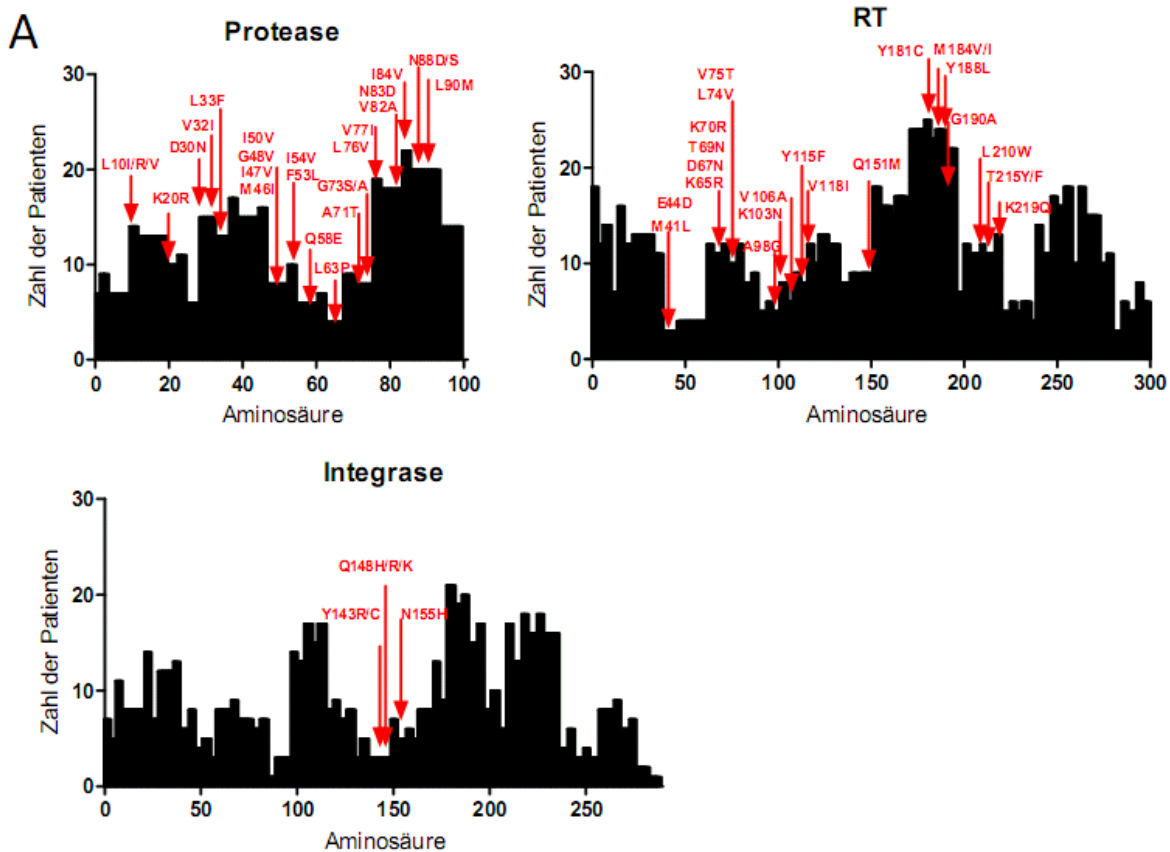 A
Protease
Zahl der Patienten
30
20
10
0
L10I/R/V
K20R
D30N
V32I
L33F
I50V
G48V
I47V
M46I
I54V
F53L
Q58E
L63P
G73S/A
A71T
V77I
L76V
I84V
N83D
V82A
N88D/S
L90M
0 20 40 60 80 100
Aminosäure
RT
Zahl der Patienten
30
20
10
0
E44D
M41L
V75T
L74V
K70R
T69N
D67N
K65R
A98G
V106A
K103N
Y115F
V118I
Q151M
Y181C
M184V/I
Y188L
G190A
L210W
T215Y/F
K219Q
0 50 100 150 200 250 300
Aminosäure
Integrase
Zahl der Patienten
30
20
10
0
Q148H/R/K
Y143R/C
N155H
0 50 100 150 200 250
Aminosäure